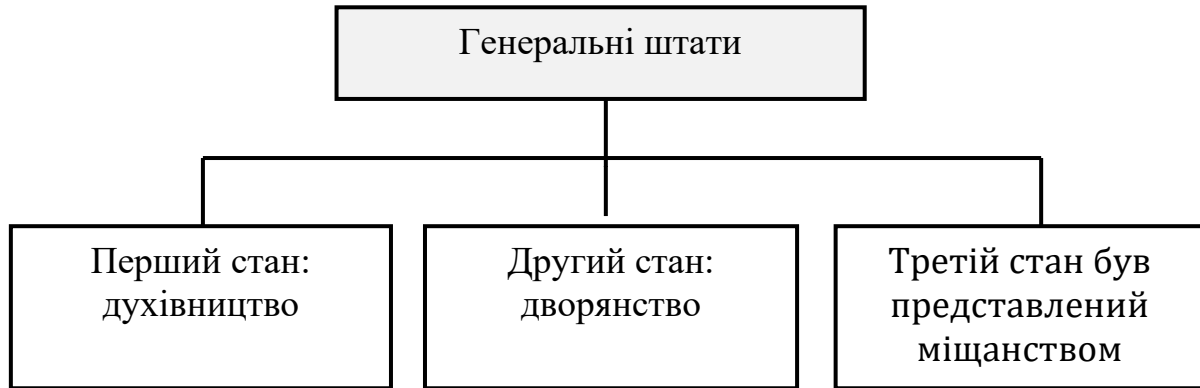 Генеральні штати
Перший стан:
духівництво
Другий стан:
дворянство
Третій стан був
представлений
міщанством